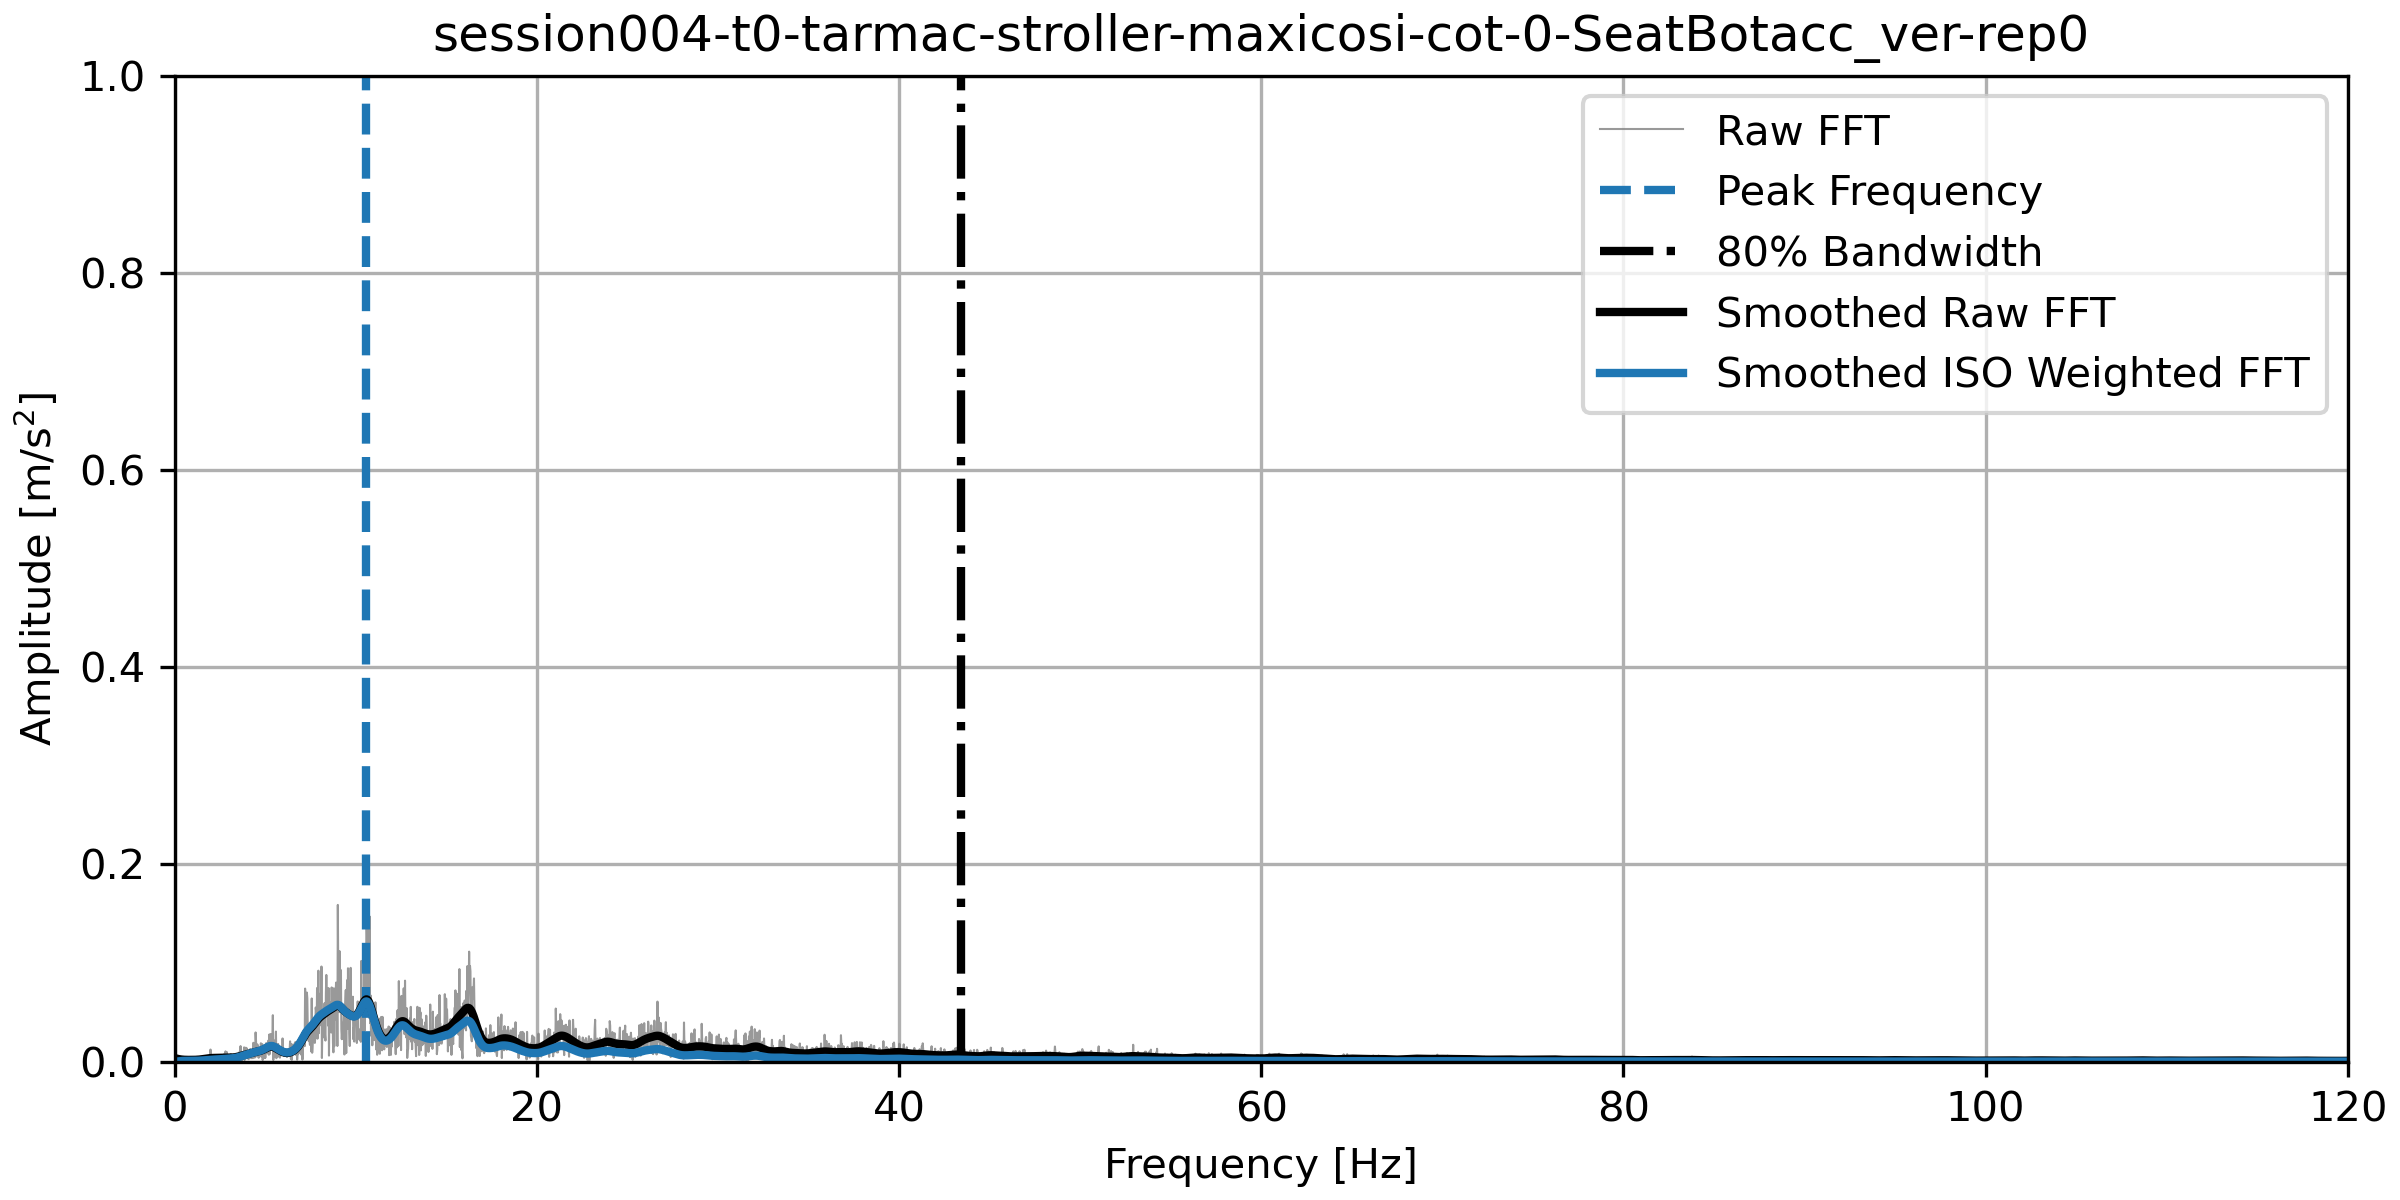 session004-t0-tarmac-stroller-maxicosi-cot-0-SeatBotacc_ver-rep0
1.0
0.8
0.6
0.4
0.2
0.0
Amplitude [m/s²]
Raw FFT
Peak Frequency
80% Bandwidth
Smoothed Raw FFT
Smoothed ISO Weighted FFT
0 20 40 60 80 100 120
Frequency [Hz]